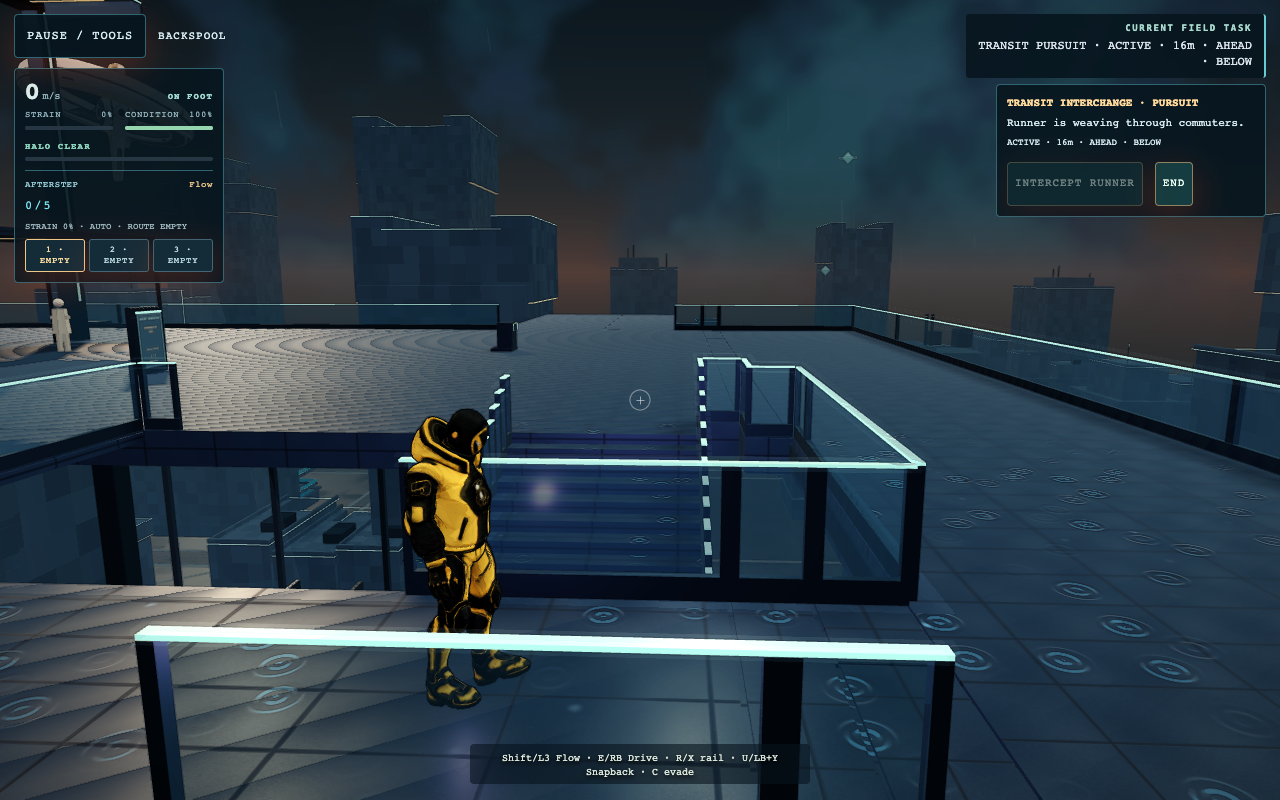 PAUSE / TOOLS
BACKSPOOL
0 m/s
ON FOOT
STRAIN 0%
CONDITION 100%
HALO CLEAR
AFTERSTEP
Flow
0/5
STRAIN 0% · AUTO · ROUTE EMPTY
1 · EMPTY
2 · EMPTY
3 · EMPTY
CURRENT FIELD TASK
TRANSIT PURSUIT · ACTIVE · 16m · AHEAD
· BELOW
TRANSIT INTERCHANGE · PURSUIT
Runner is weaving through commuters.
ACTIVE · 16m · AHEAD · BELOW
INTERCEPT RUNNER
END
Shift/L3 Flow · E/RB Drive · R/X rail · U/LB+Y
Snapback · C evade